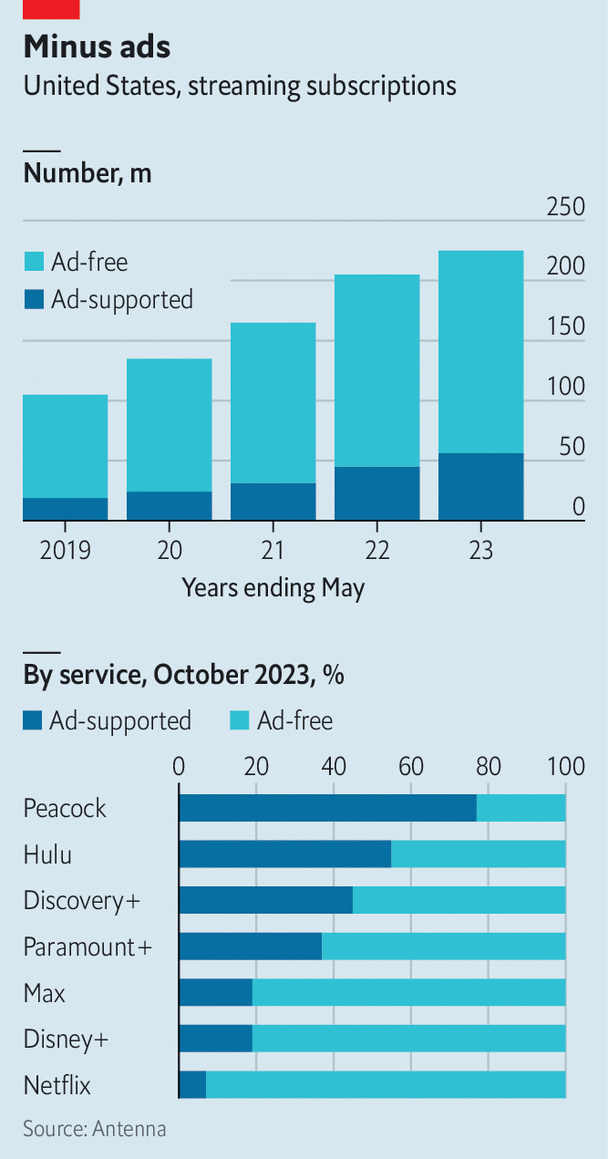 Minus ads
United States, streaming subscriptions
Number, m
250
Ad-free
200
Ad-supported
150
100
50
0
2019 20 21 22 23
Years ending May
By service, October 2023, %
Ad-supported Ad-free
0 20 40 60 80 100
Peacock
Hulu
Discovery+
Paramount+
Max
Disney+
Netflix
Source: Antenna